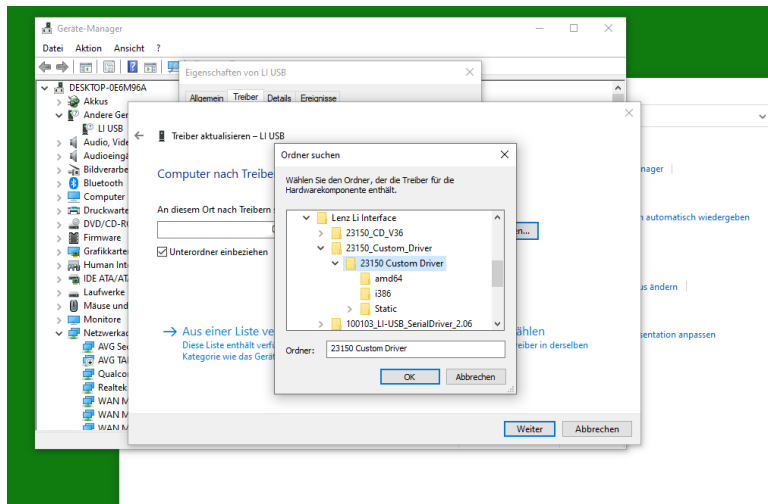 Geräte-Manager
Datei Aktion Ansicht ?
Eigenschaften von LI USB
Allgemein Treiber Details Ereignisse
DESKTOP-0E6M96A
Akkus
Andere Ger
LI USB
Audio, Vide
Audioeingä
Bildverarbe
Bluetooth
Computer
Druckwarte
DVD/CD-R
Firmware
Grafikkarte
Human Int
IDE ATA/AT
Laufwerke
Mäuse und
Monitore
Netzwerkad
AVG Sec
AVG TA
Qualco
Realtek
WAN M
WAN M
WAN M
Treiber aktualisieren – LI USB
Computer nach Treibe
An diesem Ort nach Treibern
n...
Unterordner einbeziehen
Aus einer Liste ve
ählen
Diese Liste enthält verfü
reiber in derselben
Kategorie wie das Gerät
Weiter Abbrechen
Ordner suchen
Wählen Sie den Ordner, der die Treiber für die
Hardwarekomponente enthält.
Lenz Li Interface
23150_CD_V36
23150_Custom_Driver
23150 Custom Driver
amd64
i386
Static
100103_LI-USB_SerialDriver_2.06
Ordner: 23150 Custom Driver
OK Abbrechen
nager
automatisch wiedergeben
us ändern
sentation anpassen